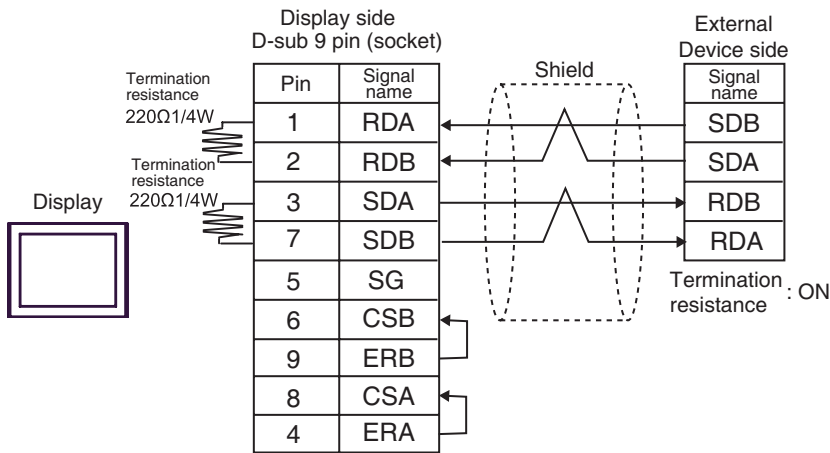 Display side
D-sub 9 pin (socket)
External
Device side
Shield
Termination
resistance
220Ω1/4W
Termination
resistance
220Ω1/4W
Display
Pin Signal name
1 RDA
2 RDB
3 SDA
7 SDB
5 SG
6 CSB
9 ERB
8 CSA
4 ERA
Signal
name
SDB
SDA
RDB
RDA
Termination
resistance : ON